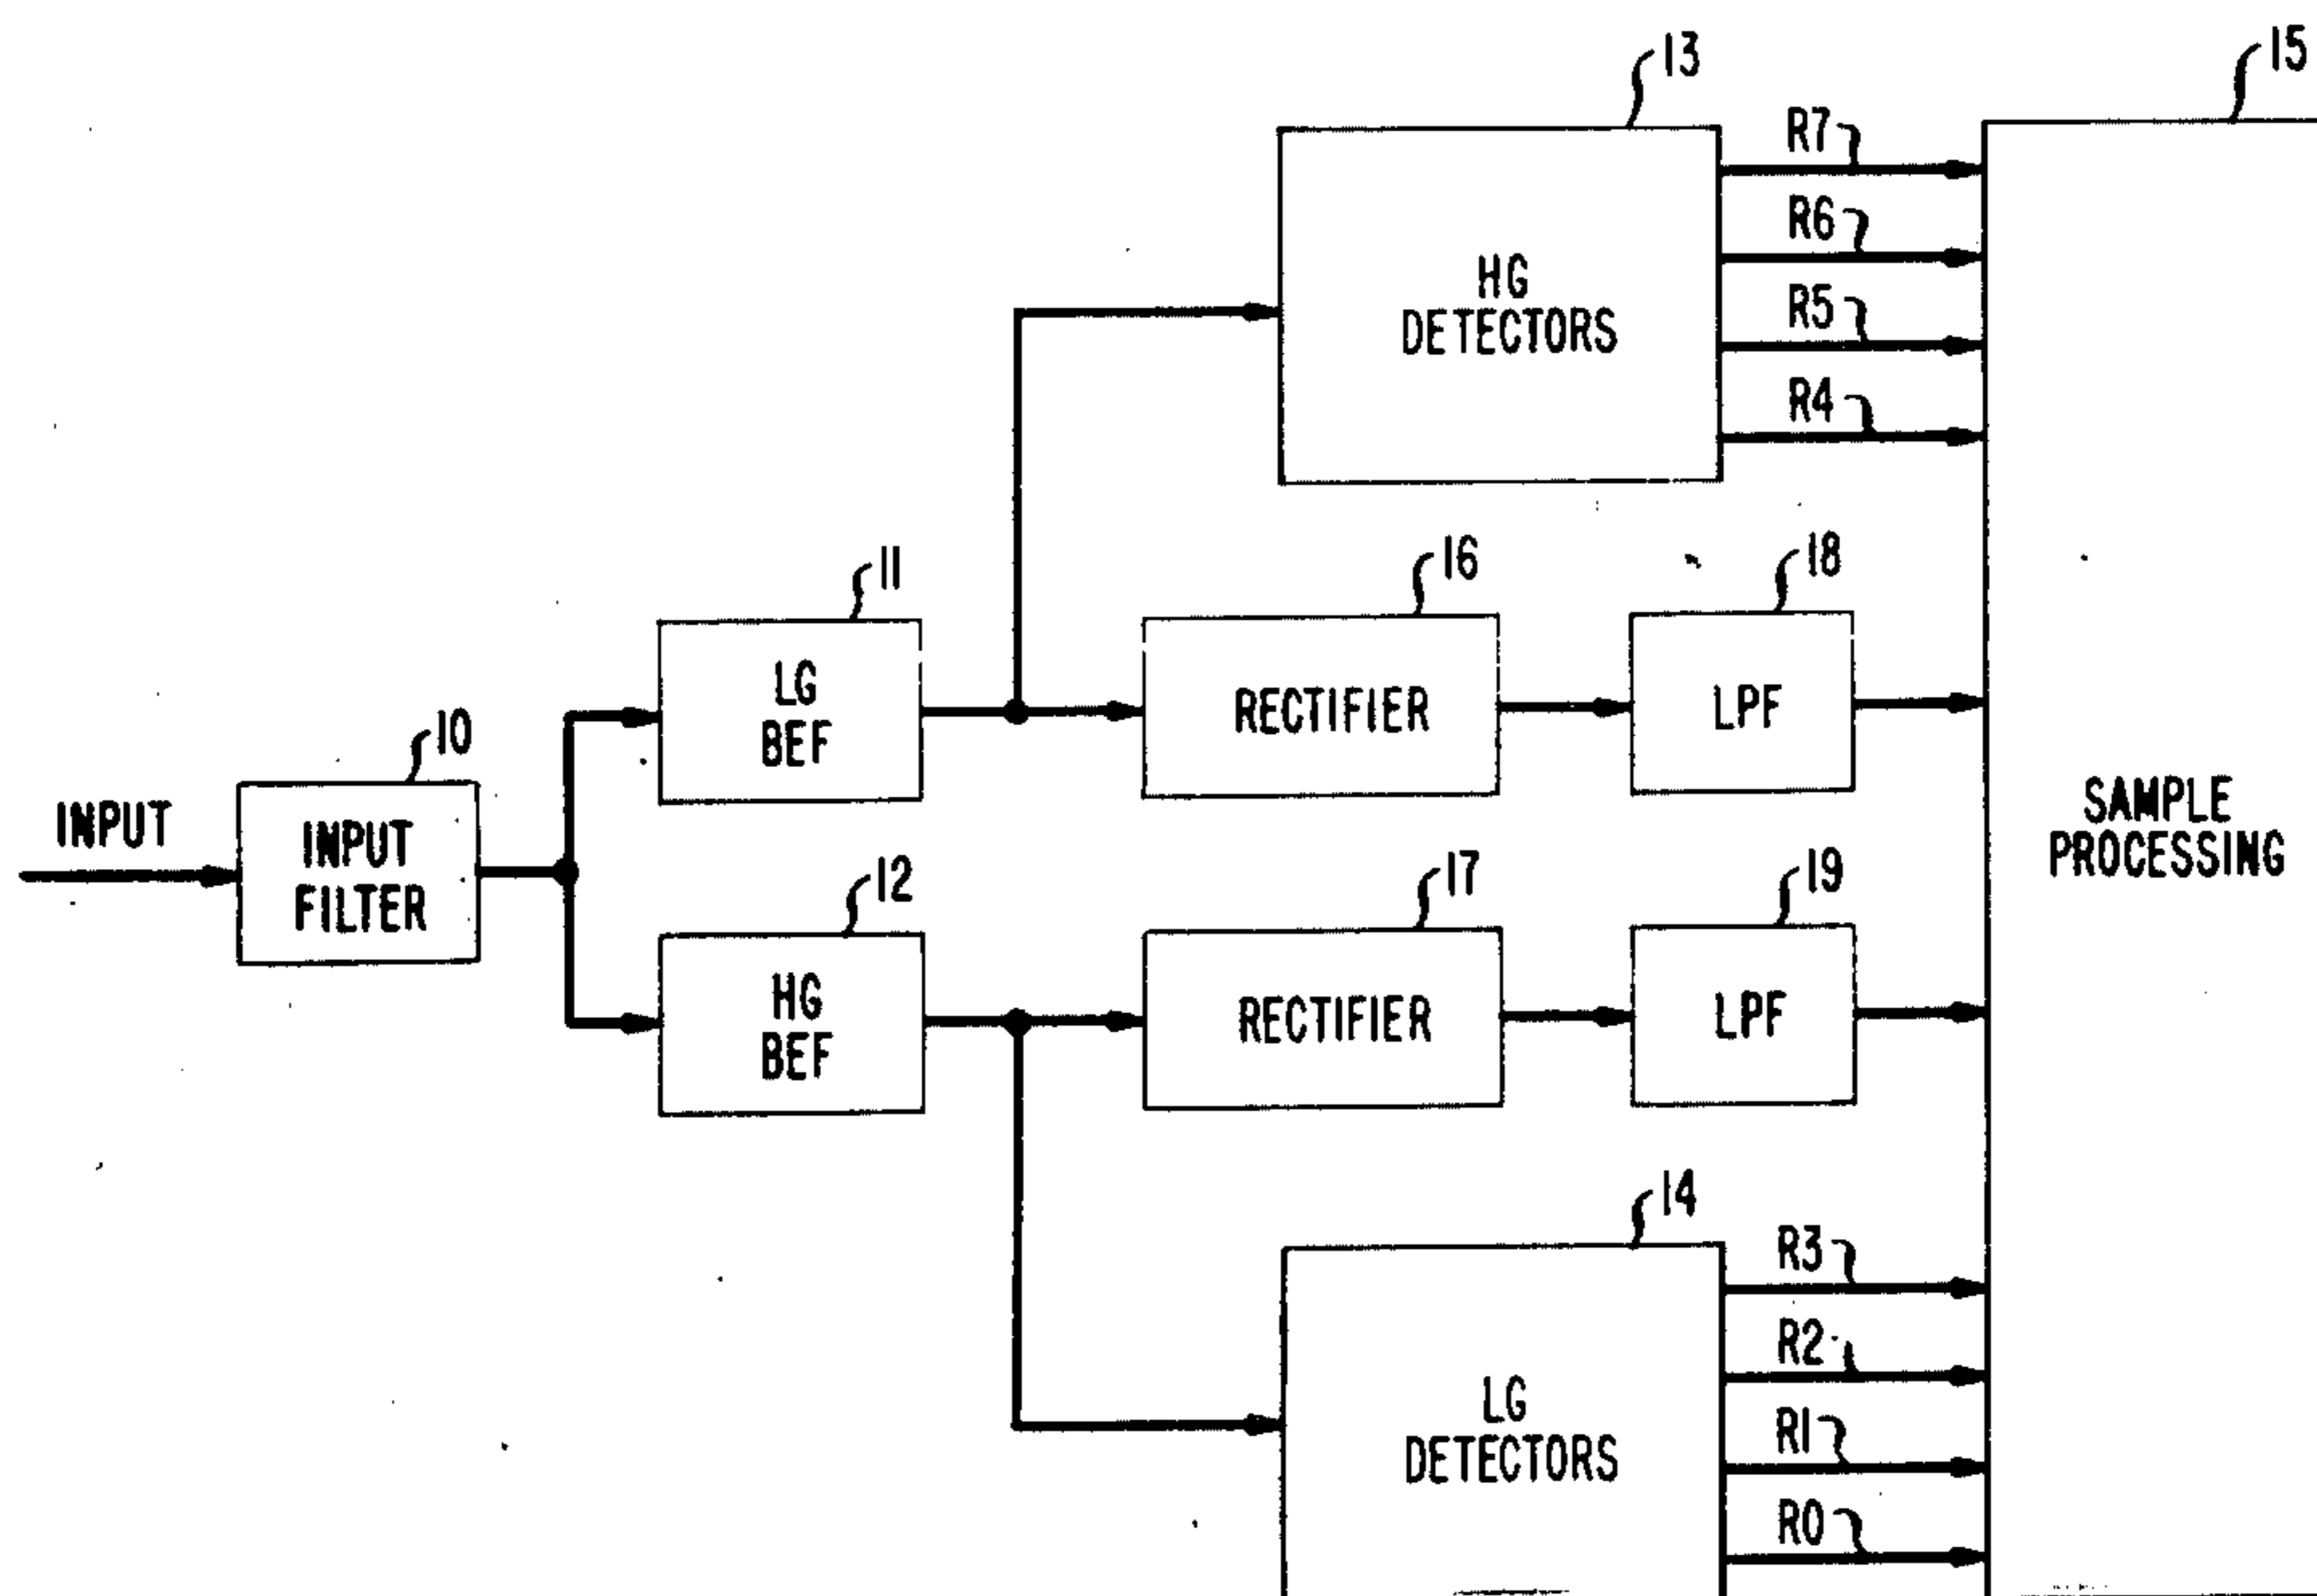 13
15
R7
R6
HG
DETECTORS
R5
R4
11
16
18
LG
BEF
RECTIFIER
LPF
10
INPUT
INPUT
FILTER
SAMPLE
PROCESSING
12
17
19
HG
BEF
RECTIFIER
LPF
14
R3
R2
LG
DETECTORS
R1
R0